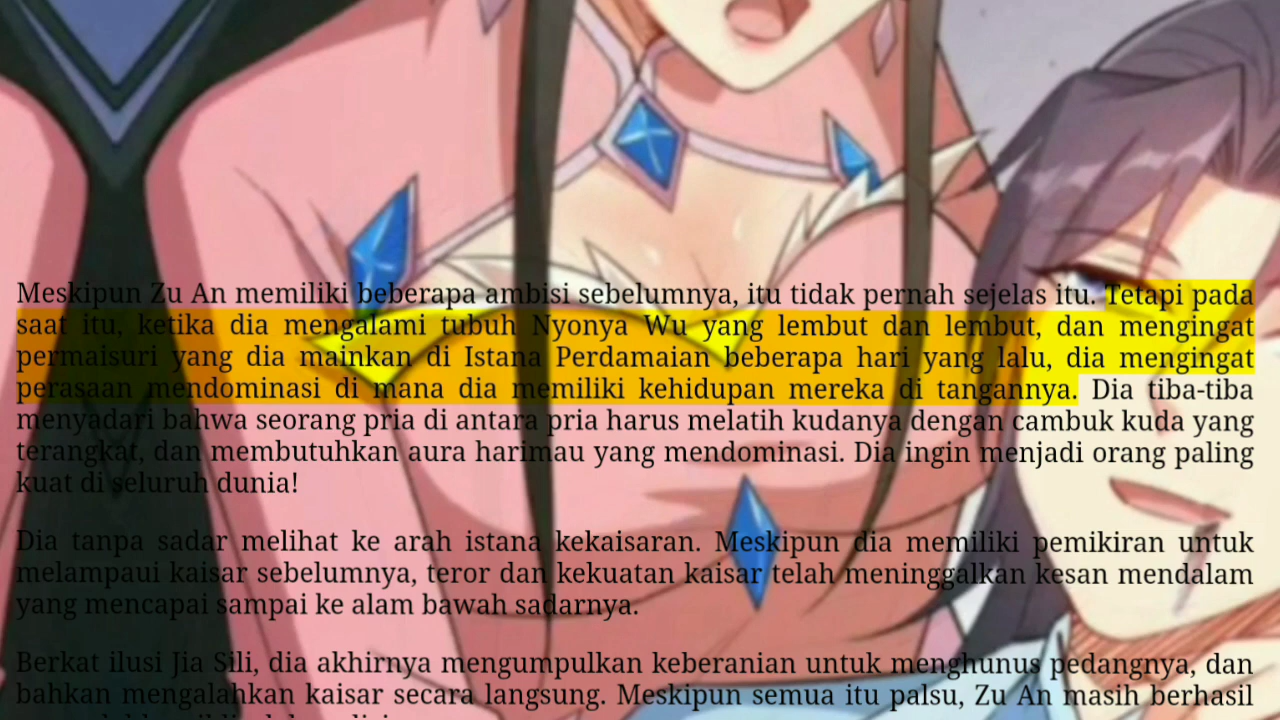 Meskipun Zu An memiliki beberapa ambisi sebelumnya, itu tidak pernah sejelas itu. Tetapi pada
saat itu, ketika dia mengalami tubuh Nyonya Wu yang lembut dan lembut, dan mengingat
permaisuri yang dia mainkan di Istana Perdamaian beberapa hari yang lalu, dia mengingat
perasaan mendominasi di mana dia memiliki kehidupan mereka di tangannya. Dia tiba-tiba
menyadari bahwa seorang pria di antara pria harus melatih kudanya dengan cambuk kuda yang
terangkat, dan membutuhkan aura harimau yang mendominasi. Dia ingin menjadi orang paling
kuat di seluruh dunia!
Dia tanpa sadar melihat ke arah istana kekaisaran. Meskipun dia memiliki pemikiran untuk
melampaui kaisar sebelumnya, teror dan kekuatan kaisar telah meninggalkan kesan mendalam
yang mencapai sampai ke alam bawah sadarnya.
Berkat ilusi Jia Sili, dia akhirnya mengumpulkan keberanian untuk menghunus pedangnya, dan
bahkan mengalahkan kaisar secara langsung. Meskipun semua itu palsu, Zu An masih berhasil